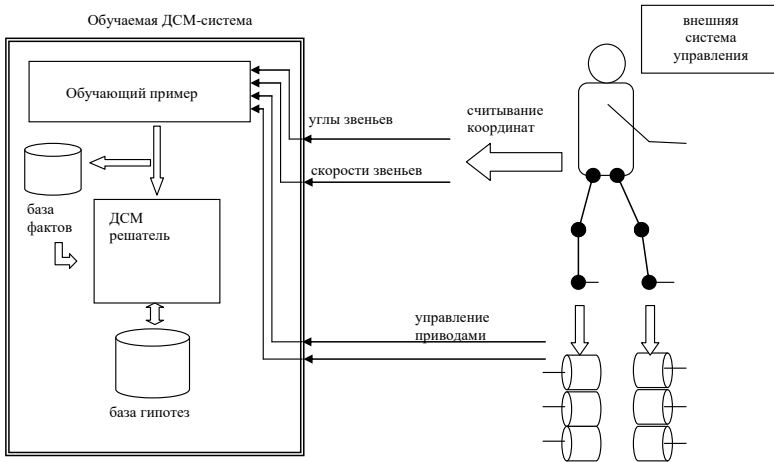 Обучаемая ДСМ-система
внешняя
система
управления
Обучающий пример
считывание
координат
углы звеньев
скорости звеньев
база
фактов
ДСМ
решатель
управление
приводами
база гипотез